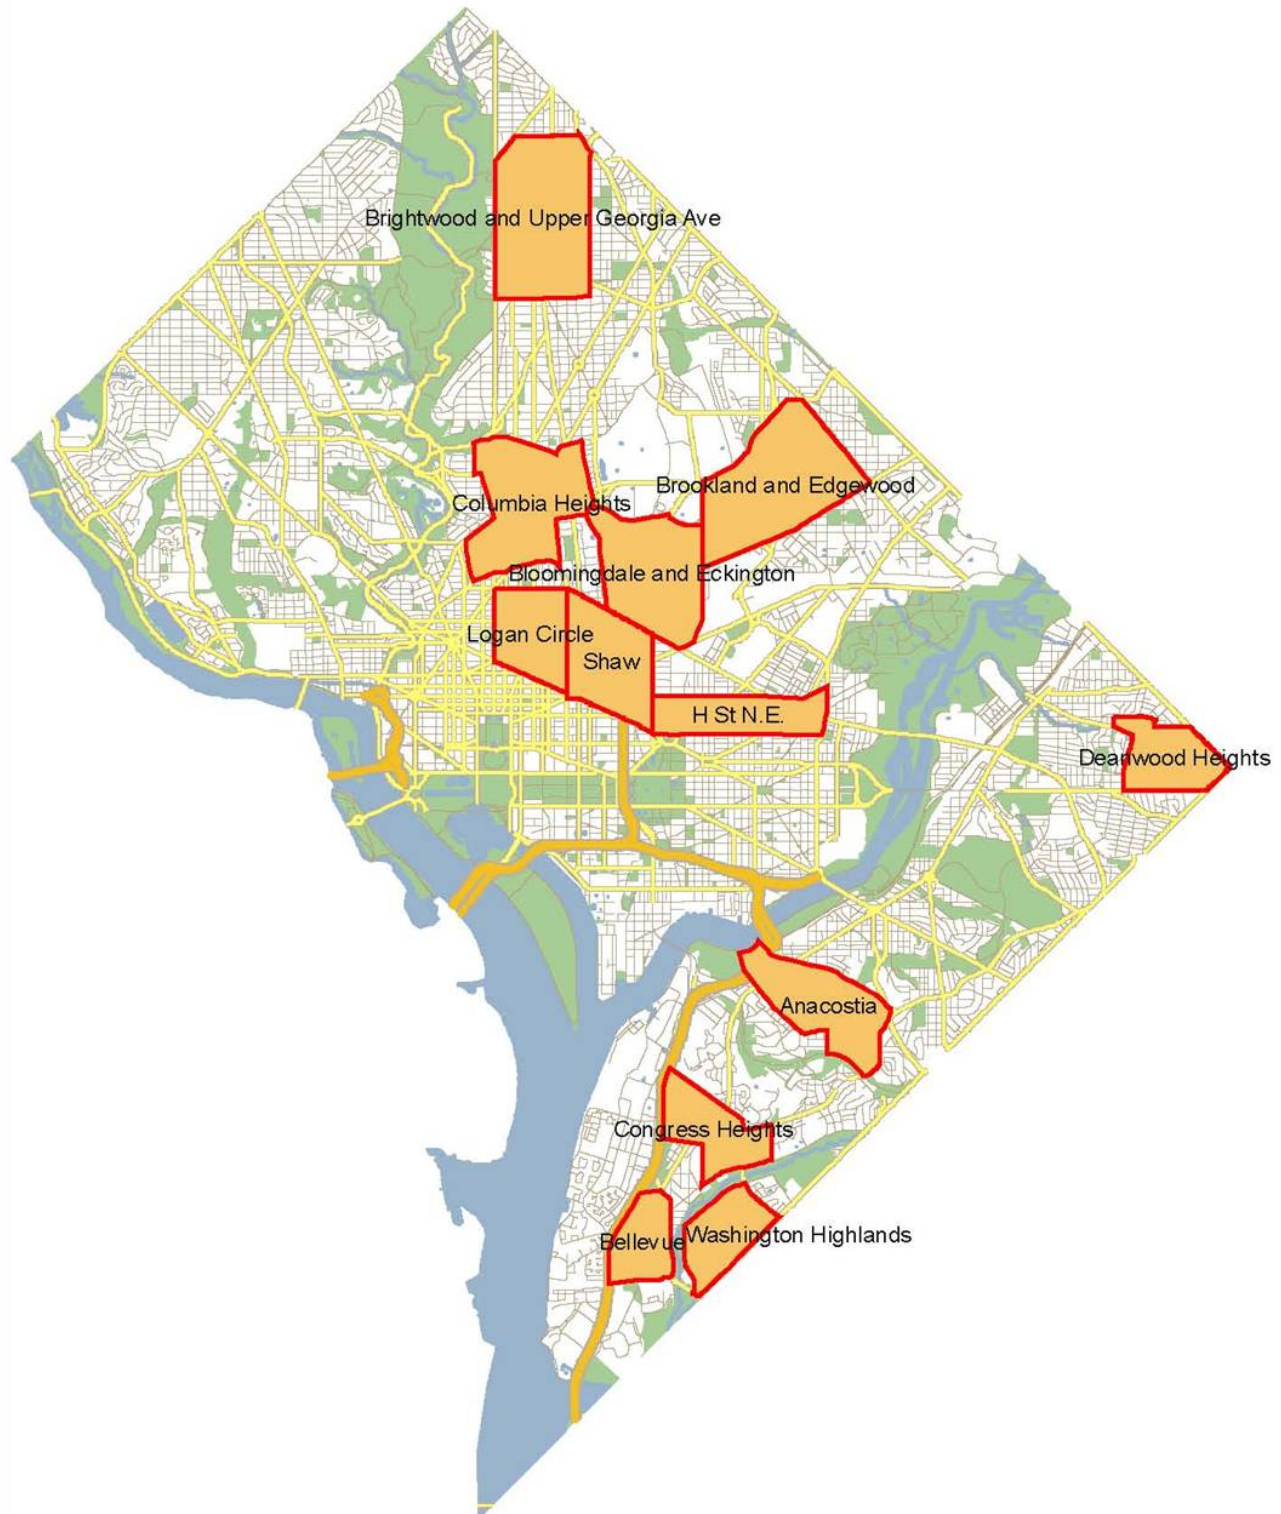 Brightwood and Upper Georgia Ave
Brookland and Edgewood
Columbia Heights
Bloomingdale and Eckington
Logan Circle
Shaw
H St N.E.
Deanwood Heights
Anacostia
Congress Heights
Washington Highlands
Bellevue